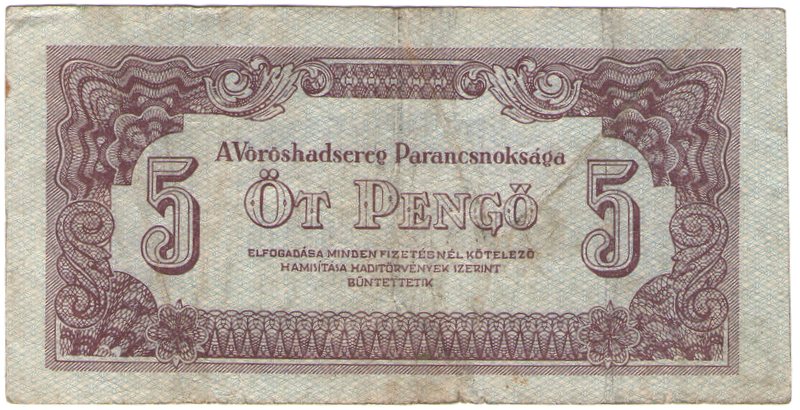 A Vöröshadsereg Parancsnoksága
5 ÖT PENGŐ 5
ELFOGADÁSA MINDEN FIZETÉSNÉL KÖTELEZŐ
HAMISÍTÁSA HADITÖRVÉNYEK SZERINT
BÜNTETTETIK